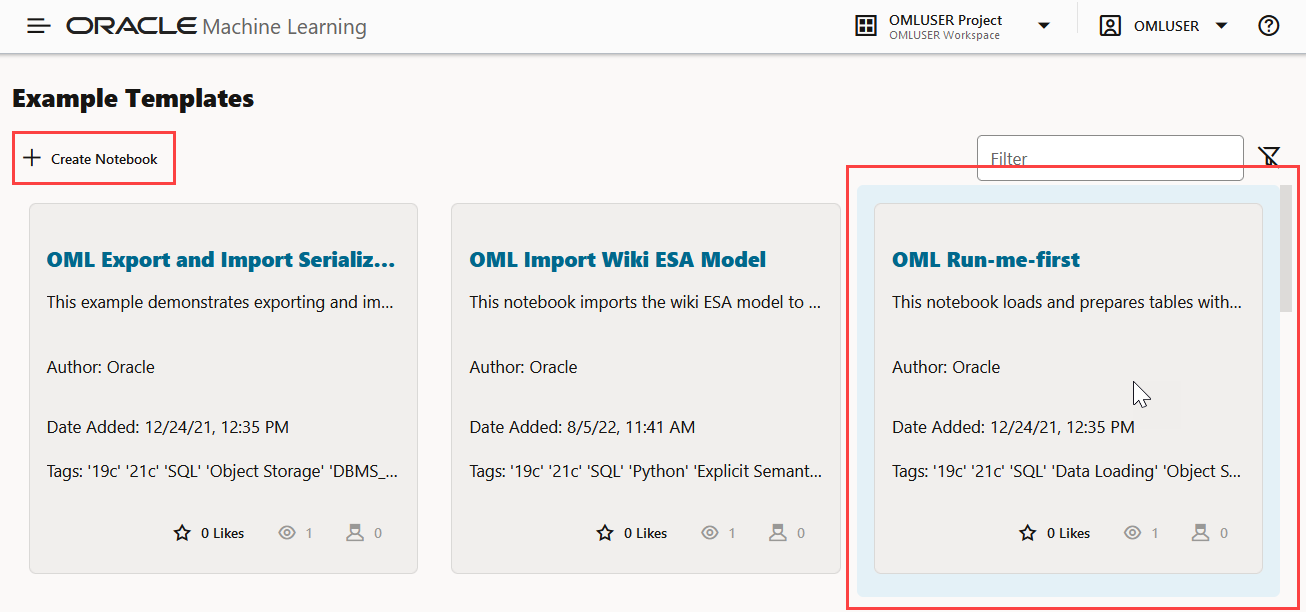 ORACLE Machine Learning
OMLUSER Project
OMLUSER Workspace
OMLUSER
Example Templates
Create Notebook
Filter
OML Export and Import Serializ...
This example demonstrates exporting and im...
Author: Oracle
Date Added: 12/24/21, 12:35 PM
Tags: '19c' '21c' 'SQL' 'Object Storage' 'DBMS_...
0 Likes 1 0
OML Import Wiki ESA Model
This notebook imports the wiki ESA model to ...
Author: Oracle
Date Added: 8/5/22, 11:41 AM
Tags: '19c' '21c' 'SQL' 'Python' 'Explicit Semant...
0 Likes 1 0
OML Run-me-first
This notebook loads and prepares tables with...
Author: Oracle
Date Added: 12/24/21, 12:35 PM
Tags: '19c' '21c' 'SQL' 'Data Loading' 'Object S...
0 Likes 1 0